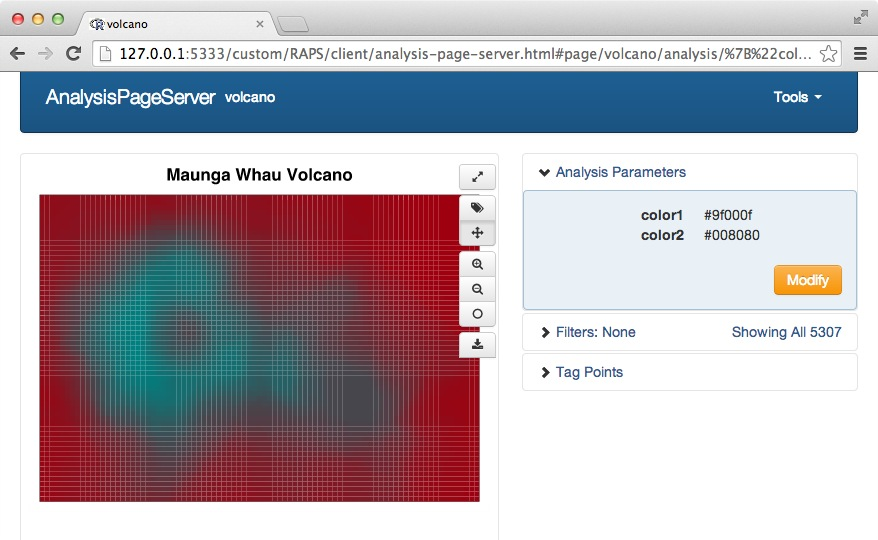 volcano
127.0.0.1:5333/custom/RAPS/client/analysis-page-server.html#page/volcano/analysis/%7B%22col...
AnalysisPageServer volcano Tools
Maunga Whau Volcano
Analysis Parameters
color1 #9f000f
color2 #008080
Modify
Filters: None Showing All 5307
Tag Points